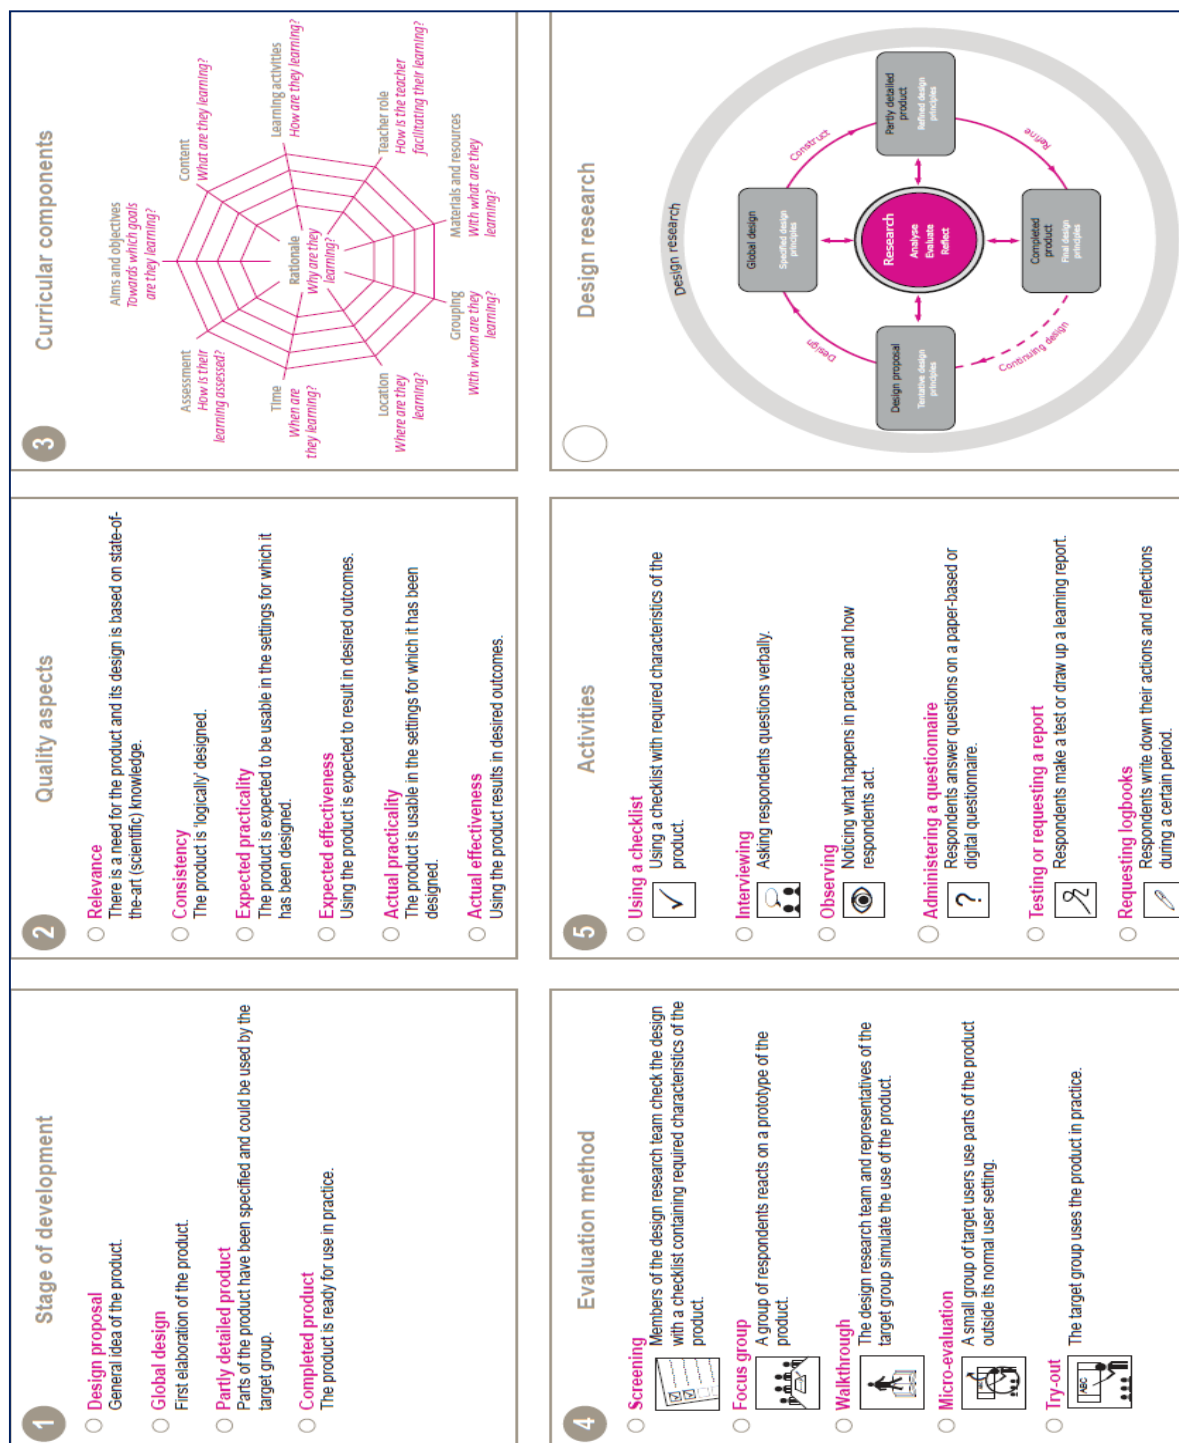 1
Stage of development
Design proposal
General idea of the product.
Global design
First elaboration of the product.
Partly detailed product
Parts of the product have been specified and could be used by the
target group.
Completed product
The product is ready for use in practice.
2
Quality aspects
Relevance
There is a need for the product and its design is based on state-of-
the-art (scientific) knowledge.
Consistency
The product is 'logically' designed.
Expected practicality
The product is expected to be usable in the settings for which it
has been designed.
Expected effectiveness
Using the product is expected to result in desired outcomes.
Actual practicality
The product is usable in the settings for which it has been
designed.
Actual effectiveness
Using the product results in desired outcomes.
3
Curricular components
Aims and objectives
Towards which goals
are they learning?
Content
What are they learning?
Learning activities
How are they learning?
Teacher role
How is the teacher
facilitating their learning?
Materials and resources
With what are they
learning?
Grouping
With whom are they
learning?
Location
Where are they
learning?
Time
When are
they learning?
Assessment
How is their
learning assessed?
Rationale
Why are they
learning?
4
Evaluation method
Screening
Members of the design research team check the design
with a checklist containing required characteristics of the
product.
Focus group
A group of respondents reacts on a prototype of the
product.
Walkthrough
The design research team and representatives of the
target group simulate the use of the product.
Micro-evaluation
A small group of target users use parts of the product
outside its normal user setting.
Try-out
ABC
The target group uses the product in practice.
5
Activities
Using a checklist
Using a checklist with required characteristics of the
product.
Interviewing
Asking respondents questions verbally.
Observing
Noticing what happens in practice and how
respondents act.
Administering a questionnaire
?
Respondents answer questions on a paper-based or
digital questionnaire.
Testing or requesting a report
Respondents make a test or draw up a learning report.
Requesting logbooks
Respondents write down their actions and reflections
during a certain period.
Design research
Design research
Global design
Specified design
principles
Construct
Partly detailed
product
Refined design
principles
Refine
Completed
product
Final design
principles
Continuing design
Design proposal
Tentative design
principles
Design
Research
Analyse
Evaluate
Reflect